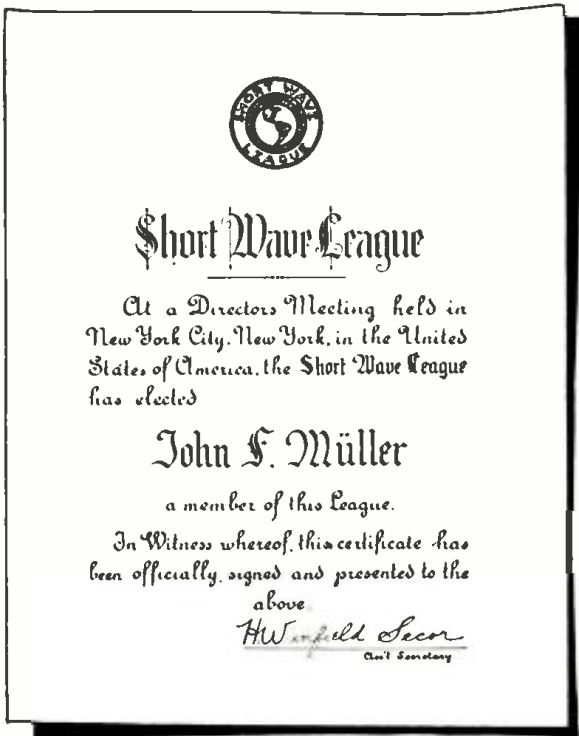 SHORT WAVE
LEAGUE
Short Wave League
At a Directors Meeting held in
New York City, New York, in the United
States of America, the Short Wave League
has elected
John F. Müller
a member of this League.
In Witness whereof, this certificate has
been officially, signed and presented to the
above
H Winfield Secor
Ass't Secretary